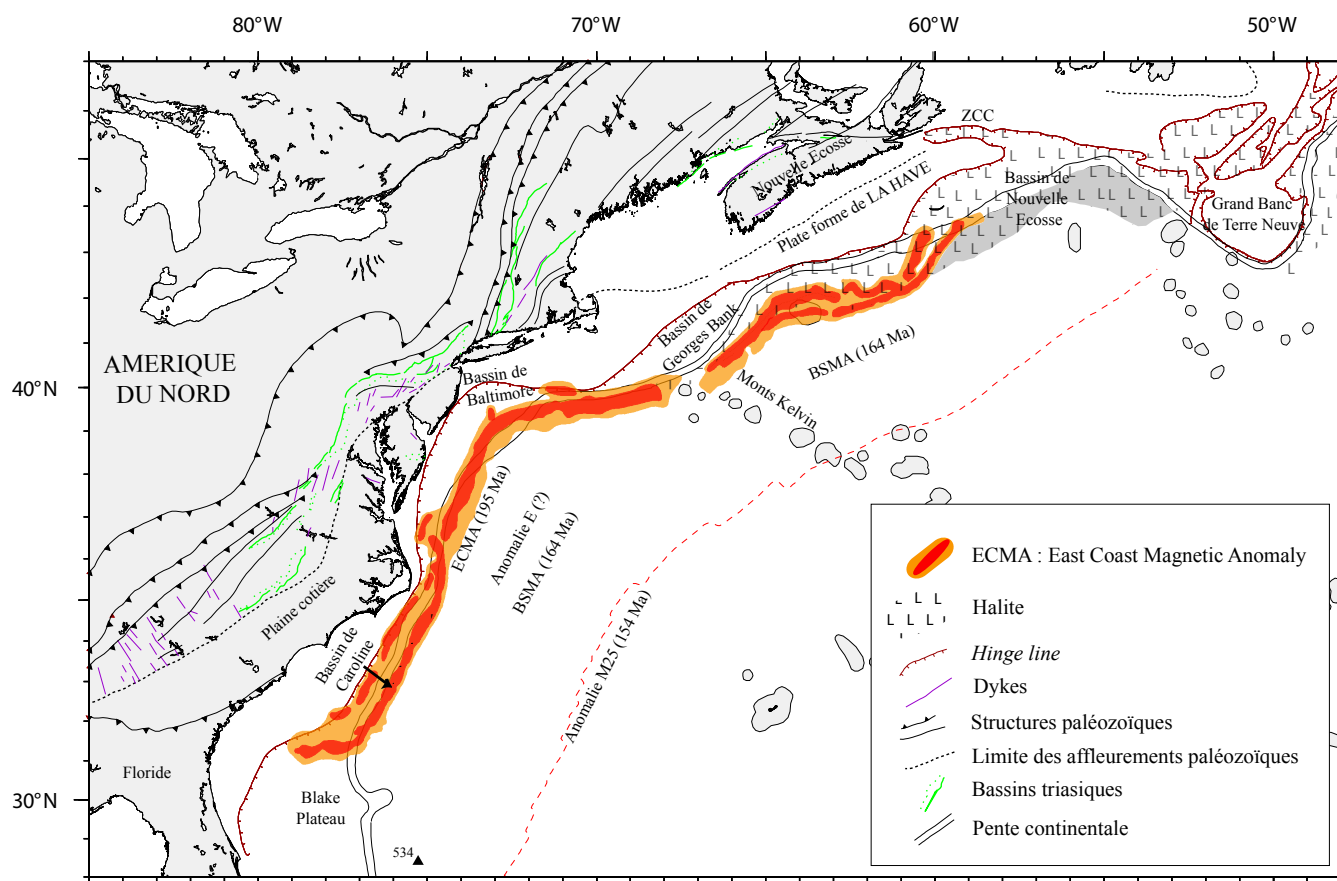 80°W
70°W
60°W
50°W
ZCC
Nouvelle Ecosse
Bassin de
Nouvelle
Ecosse
Grand Banc
de Terre Neuve
Plate forme de LA HAVE
Bassin de
Georges Bank
BSMA (164 Ma)
AMERIQUE
DU NORD
40°N
Bassin de
Baltimore
Monts Kelvin
ECMA (195 Ma)
Anomalie E (?)
BSMA (164 Ma)
Anomalie M25 (154 Ma)
Plaine cotière
Bassin de
Caroline
Floride
30°N
Blake
Plateau
534
ECMA : East Coast Magnetic Anomaly
L L L
L L L
Halite
Hinge line
Dykes
Structures paléozoïques
Limite des affleurements paléozoïques
Bassins triasiques
Pente continentale